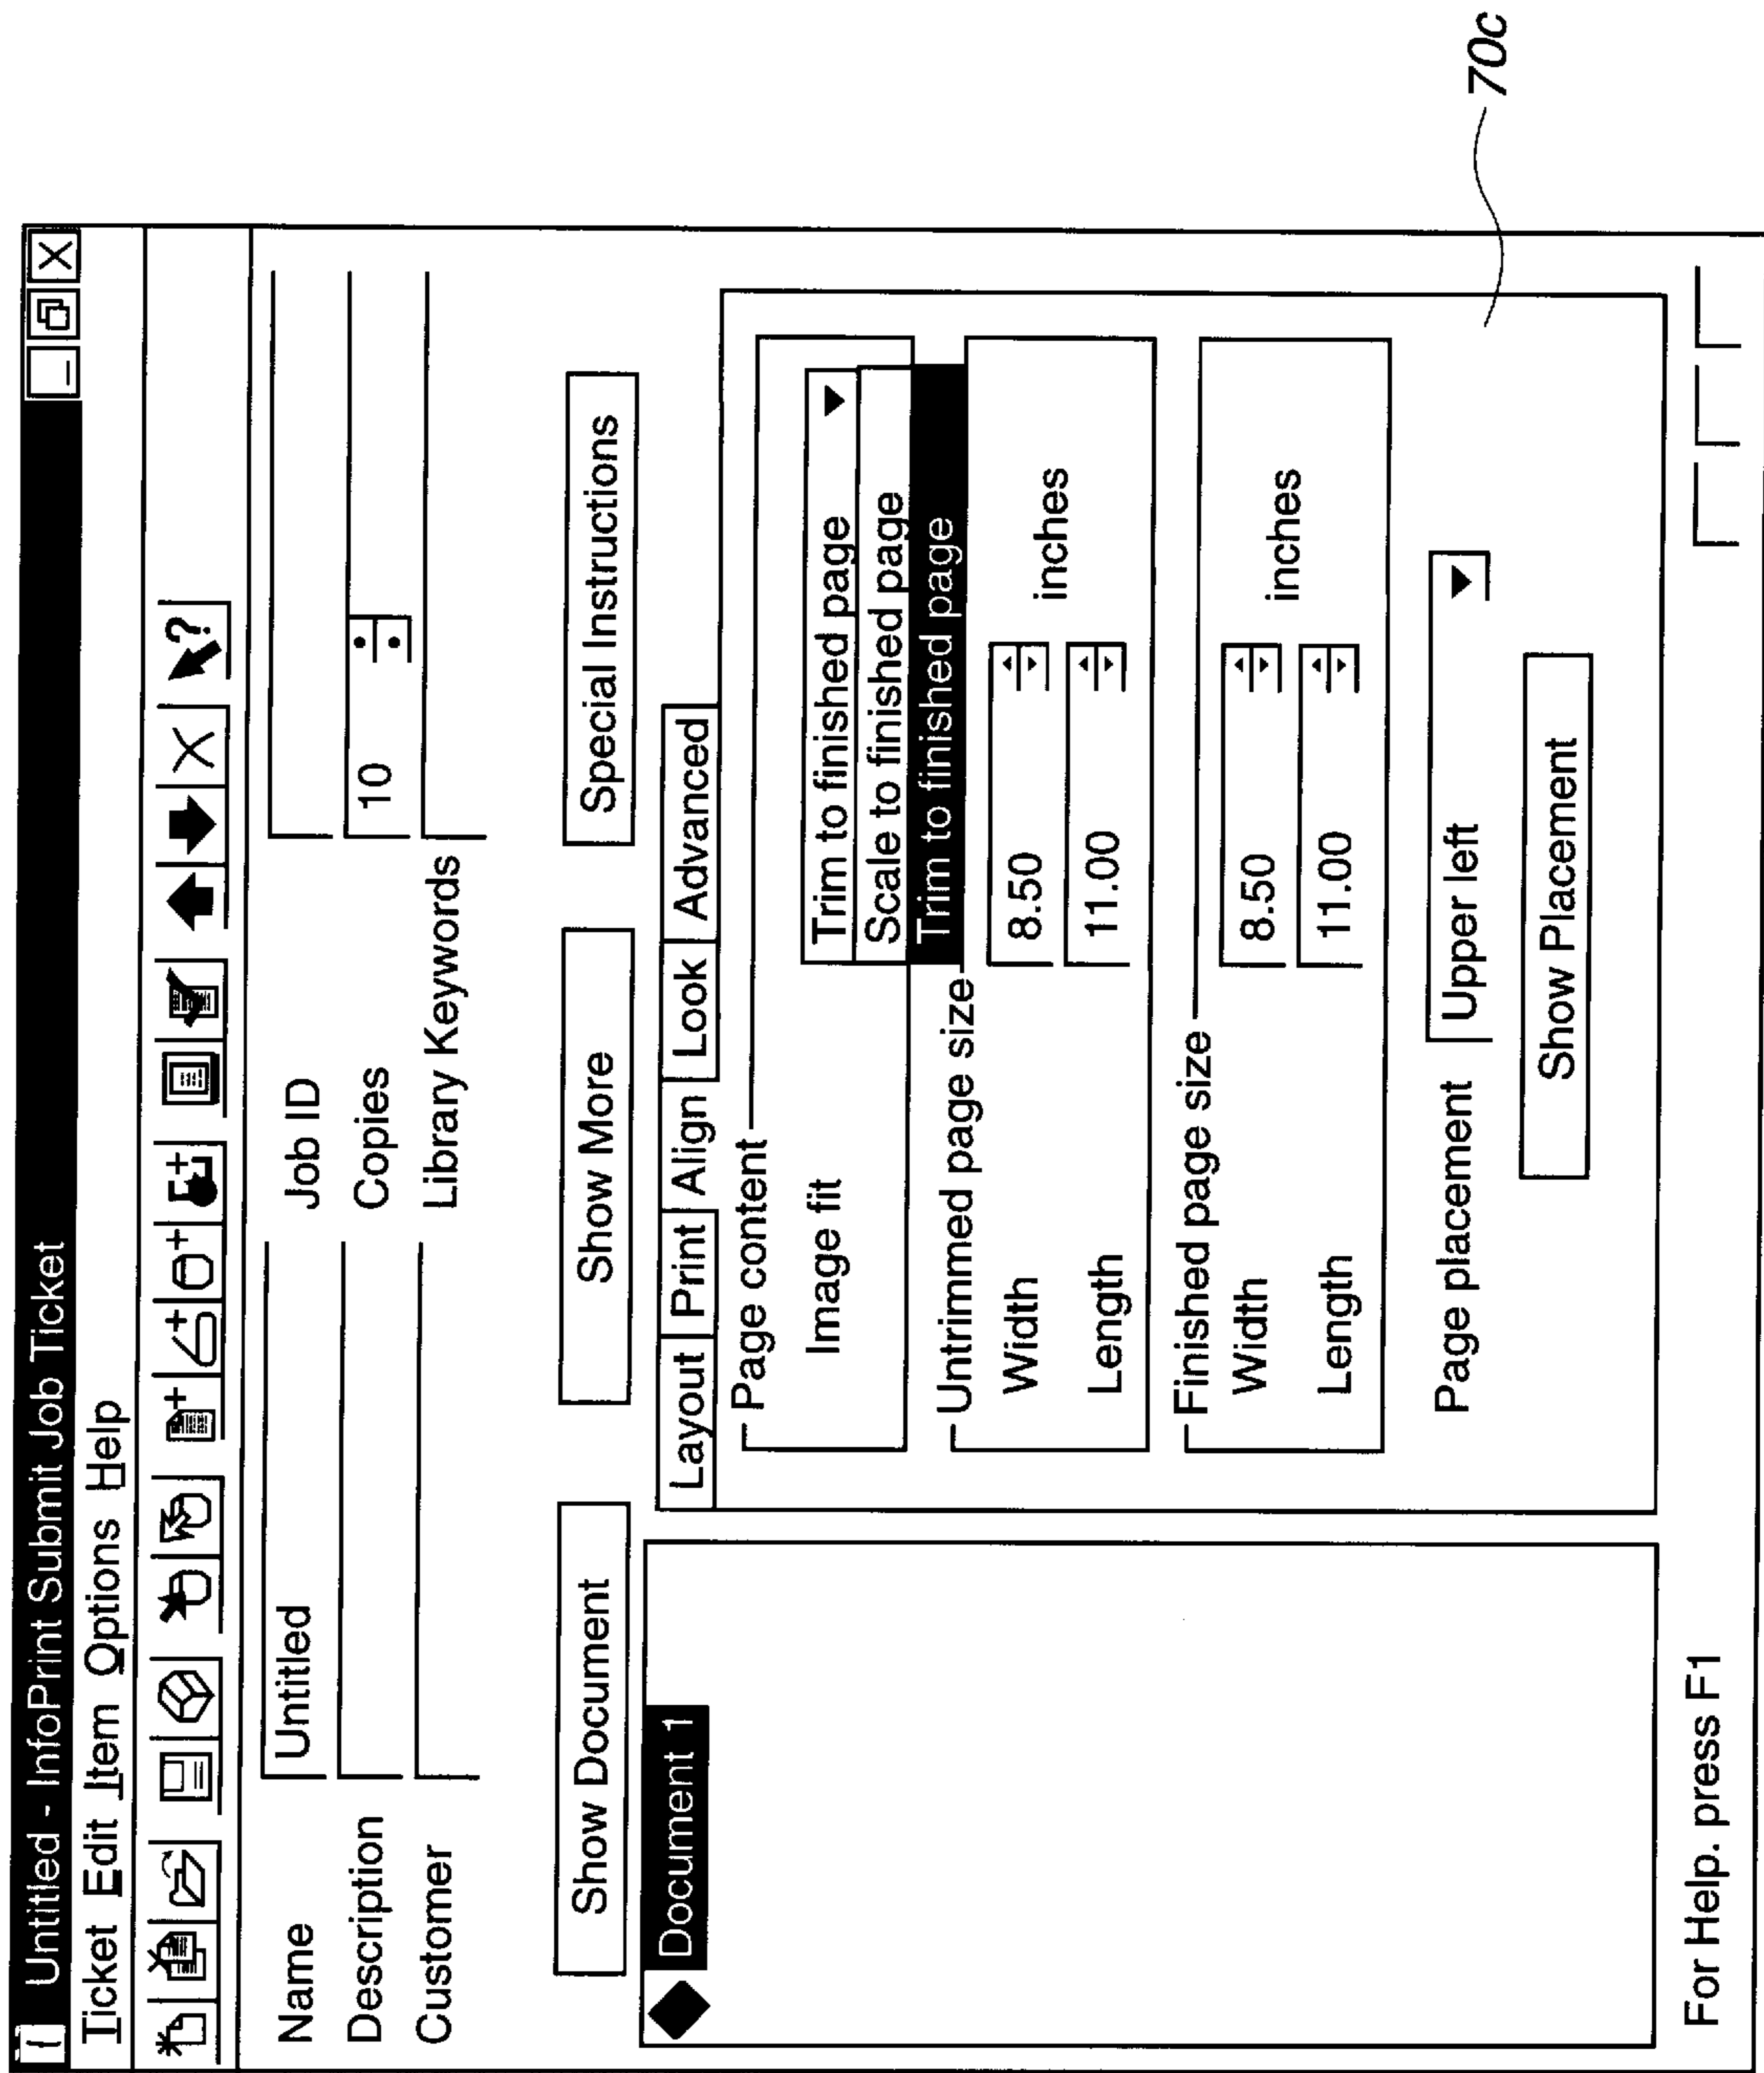 Untitled - InfoPrint Submit Job Ticket
Ticket Edit Item Options Help
Name Untitled Job ID
Description Copies 10
Customer Library Keywords
Show Document Show More Special Instructions
Document 1
Layout Print Align Look Advanced
Page content
Image fit Trim to finished page
Scale to finished page
Trim to finished page
Untrimmed page size
Width 8.50 inches
Length 11.00
Finished page size
Width 8.50 inches
Length 11.00
Page placement Upper left
Show Placement
For Help. press F1
70c